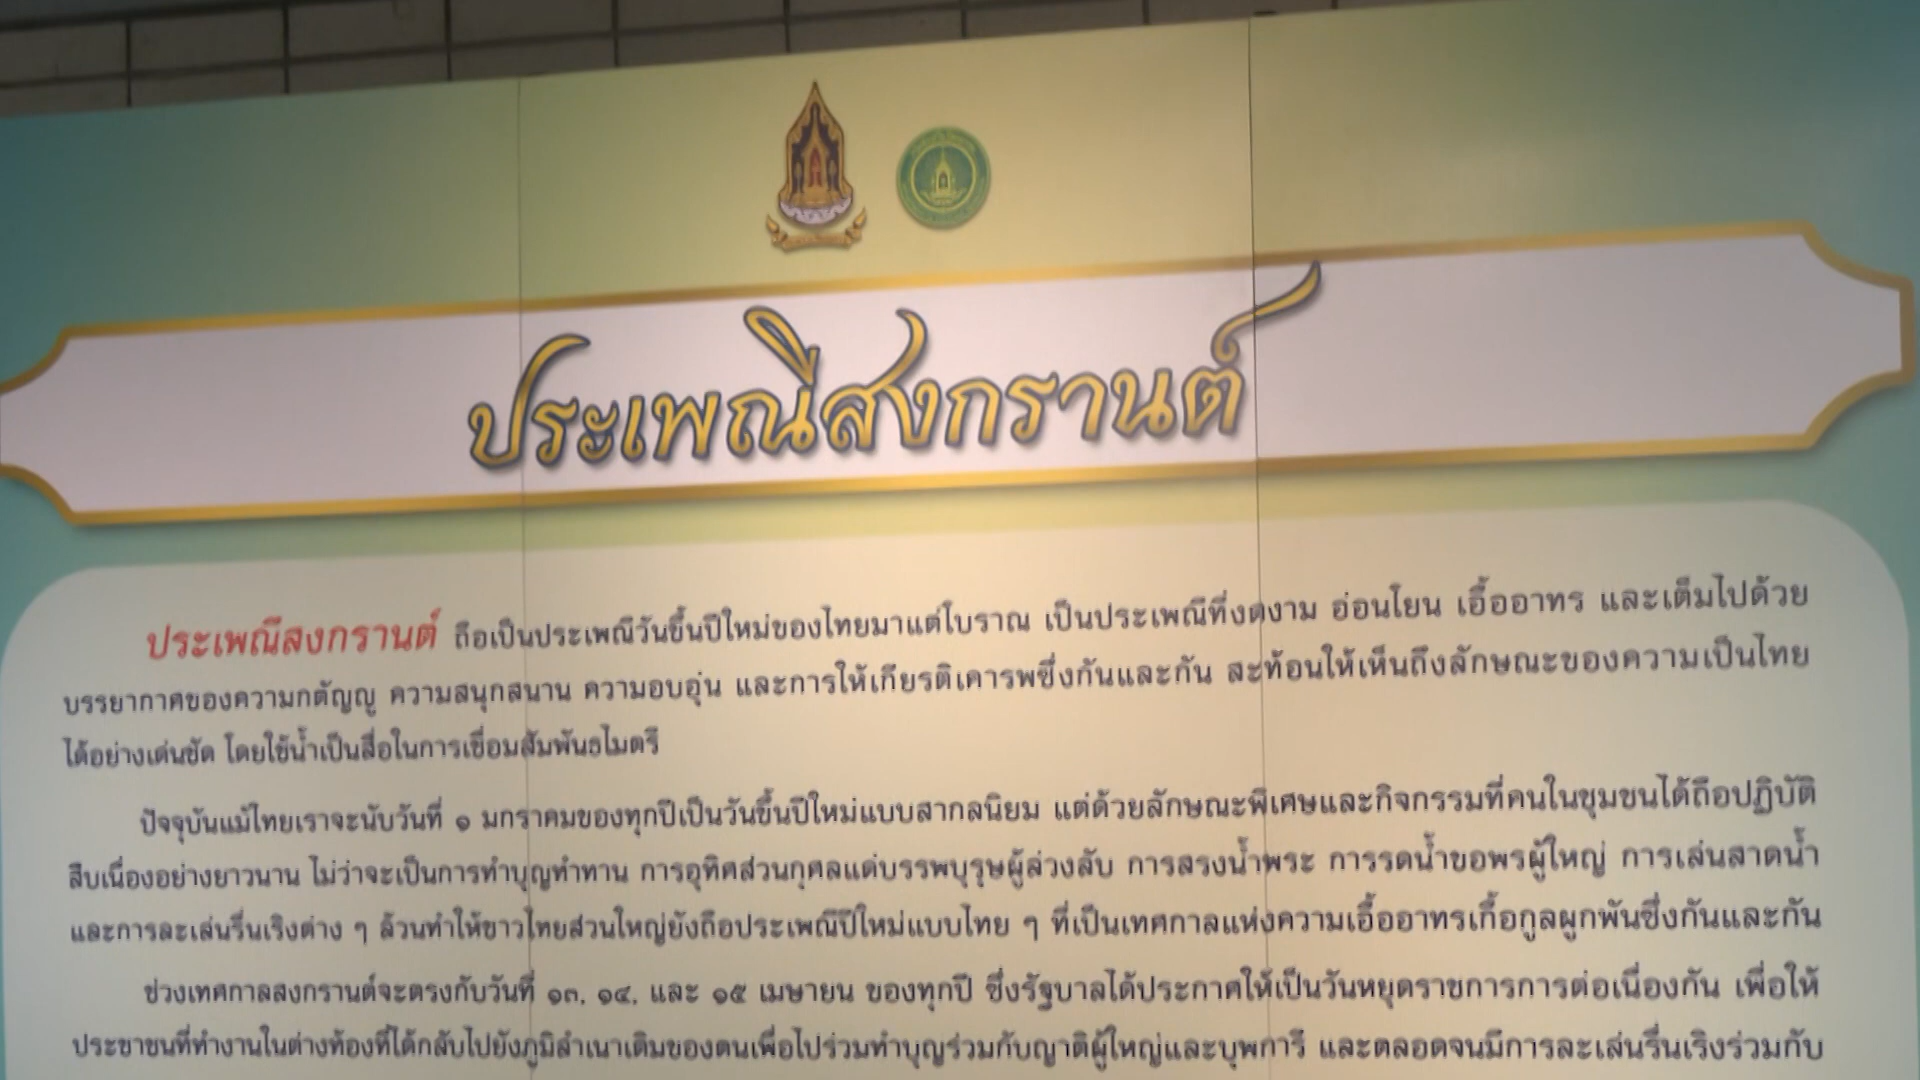 ประเพณีสงกรานต์
ประเพณีสงกรานต์ ถือเป็นประเพณีวันขึ้นปีใหม่ของไทยมาแต่โบราณ เป็นประเพณีที่งดงาม อ่อนโยน เอื้ออาทร และเต็มไปด้วย
บรรยากาศของความกตัญญู ความสนุกสนาน ความอบอุ่น และการให้เกียรติเคารพซึ่งกันและกัน สะท้อนให้เห็นถึงลักษณะของความเป็นไทย
ได้อย่างเด่นชัด โดยใช้น้ำเป็นสื่อในการเชื่อมสัมพันธไมตรี
ปัจจุบันแม้ไทยเราจะนับวันที่ ๑ มกราคมของทุกปีเป็นวันขึ้นปีใหม่แบบสากลนิยม แต่ด้วยลักษณะพิเศษและกิจกรรมที่คนในชุมชนได้ถือปฏิบัติ
สืบเนื่องอย่างยาวนาน ไม่ว่าจะเป็นการทำบุญทำทาน การอุทิศส่วนกุศลแด่บรรพบุรุษผู้ล่วงลับ การสรงน้ำพระ การรดน้ำขอพรผู้ใหญ่ การเล่นสาดน้ำ
และการละเล่นรื่นเริงต่าง ๆ ล้วนทำให้ชาวไทยส่วนใหญ่ยังถือประเพณีปีใหม่แบบไทย ๆ ที่เป็นเทศกาลแห่งความเอื้ออาทรเกื้อกูลผูกพันซึ่งกันและกัน
ช่วงเทศกาลสงกรานต์จะตรงกับวันที่ ๑๓, ๑๔, และ ๑๕ เมษายน ของทุกปี ซึ่งรัฐบาลได้ประกาศให้เป็นวันหยุดราชการการต่อเนื่องกัน เพื่อให้
ประชาชนที่ทำงานในต่างท้องที่ได้กลับไปยังภูมิลำเนาเดิมของตนเพื่อไปร่วมทำบุญร่วมกับญาติผู้ใหญ่และบุพการี และตลอดจนมีการละเล่นรื่นเริงร่วมกับ